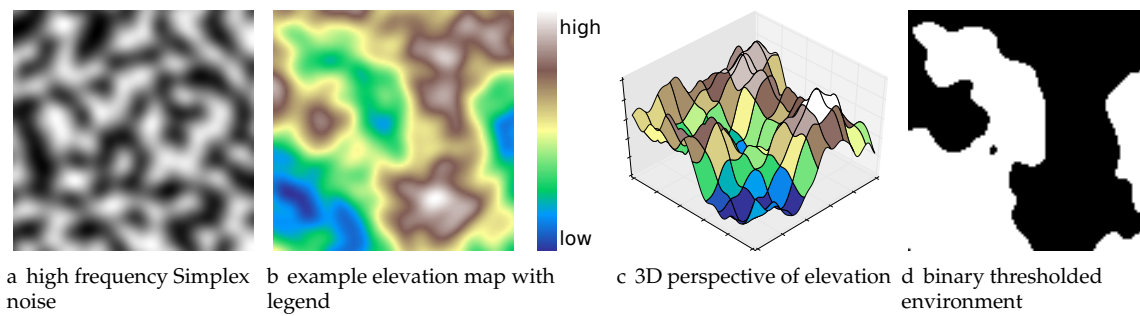 high
low
a high frequency Simplex
noise
b example elevation map with
legend
c 3D perspective of elevation
d binary thresholded
environment